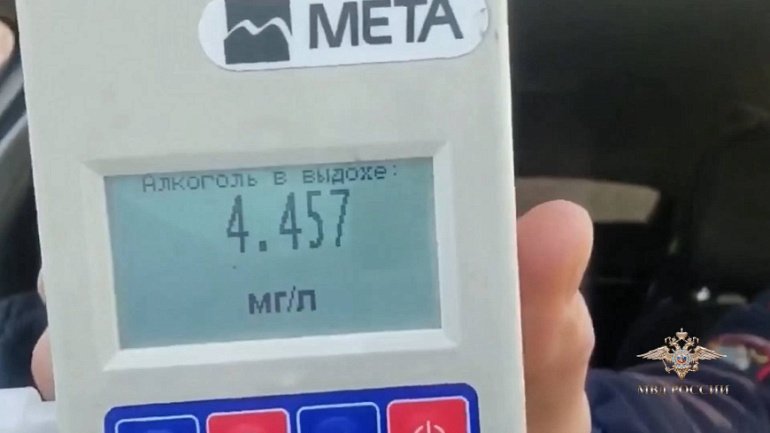 МЕТА
Алкоголь в выдохе:
4.457
мг/л
МВД РОССИИ